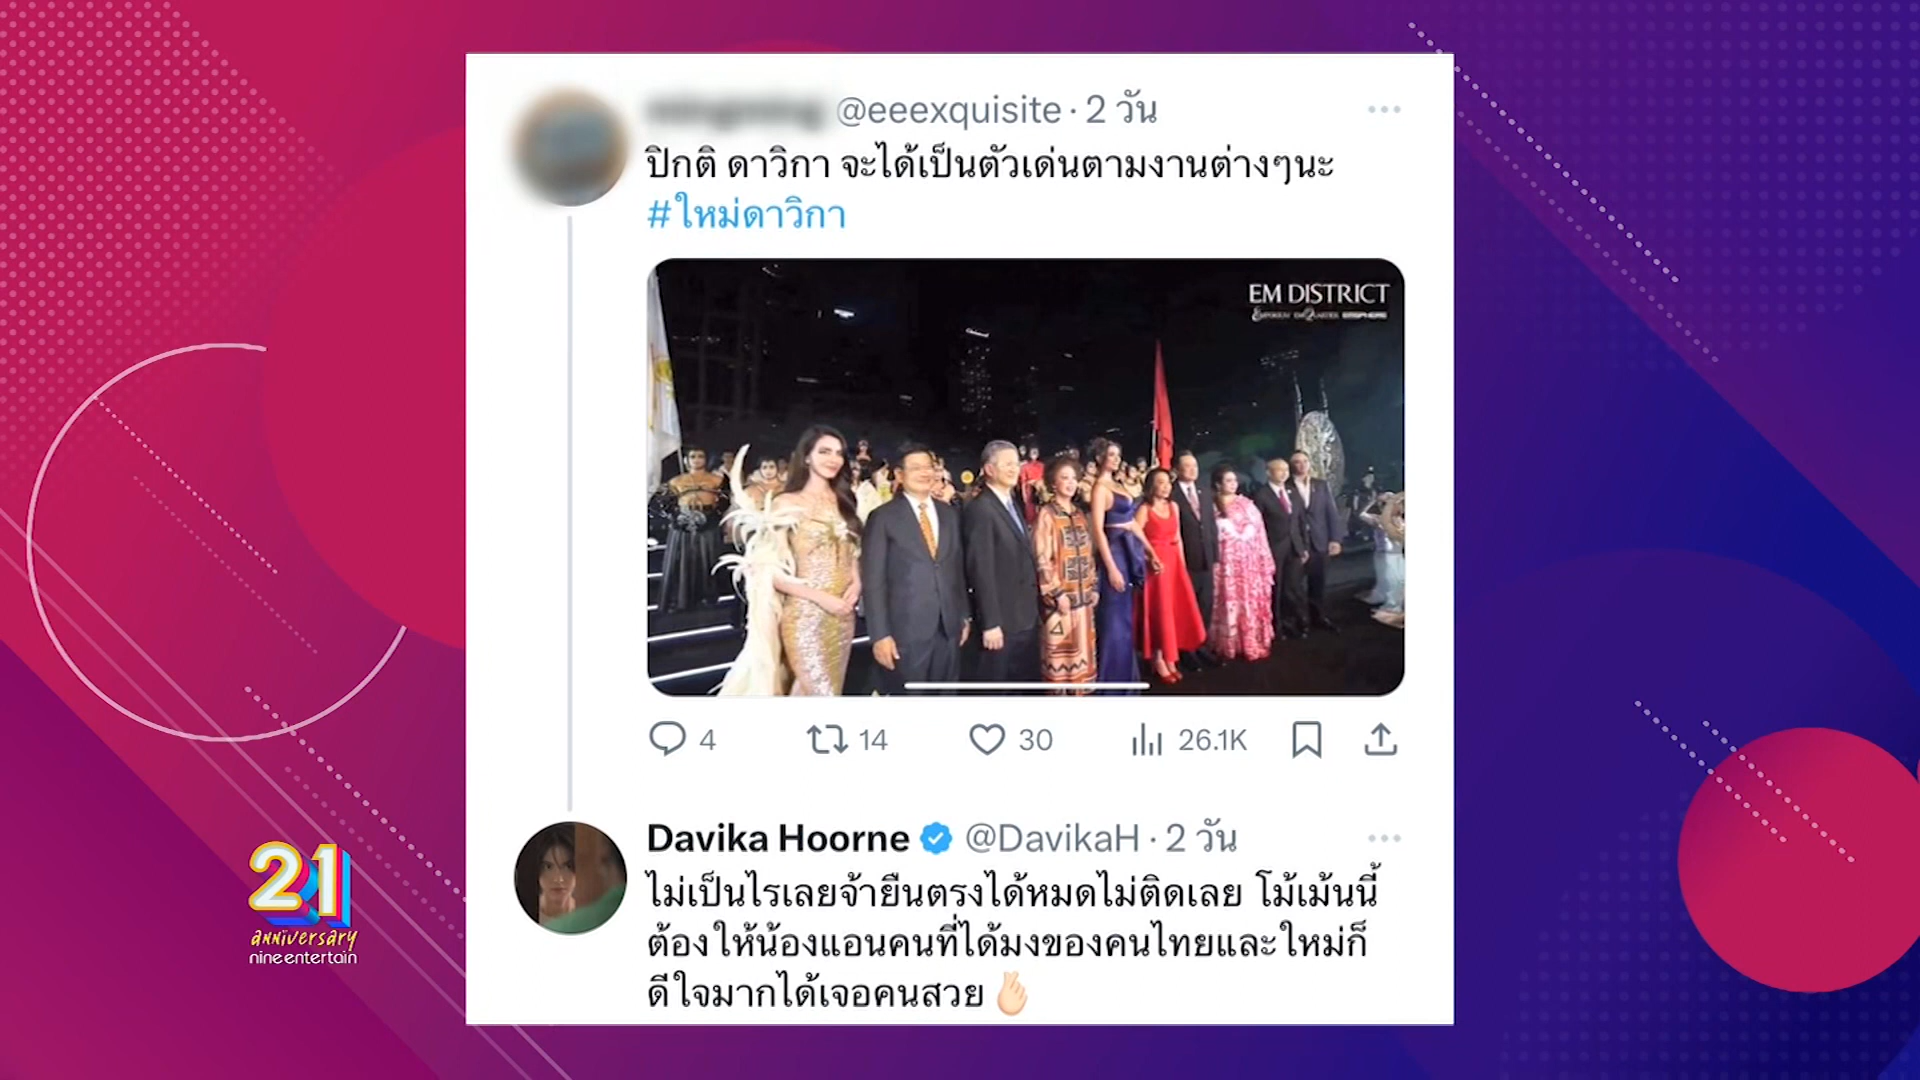 @eeexquisite · 2 วัน
ปิกติ ดาวิกา จะได้เป็นตัวเด่นตามงานต่างๆนะ
#ใหม่ดาวิกา
EM DISTRICT
EMPORIUM EMQUARTIER EMSPHERE
4 14 30 26.1K
Davika Hoorne @DavikaH · 2 วัน
ไม่เป็นไรเลยจ้ายืนตรงได้หมดไม่ติดเลย โม้เม้นนี้
ต้องให้น้องแอนคนที่ได้มงของคนไทยและใหม่ก็
ดีใจมากได้เจอคนสวย
21
anniversary
nineentertain